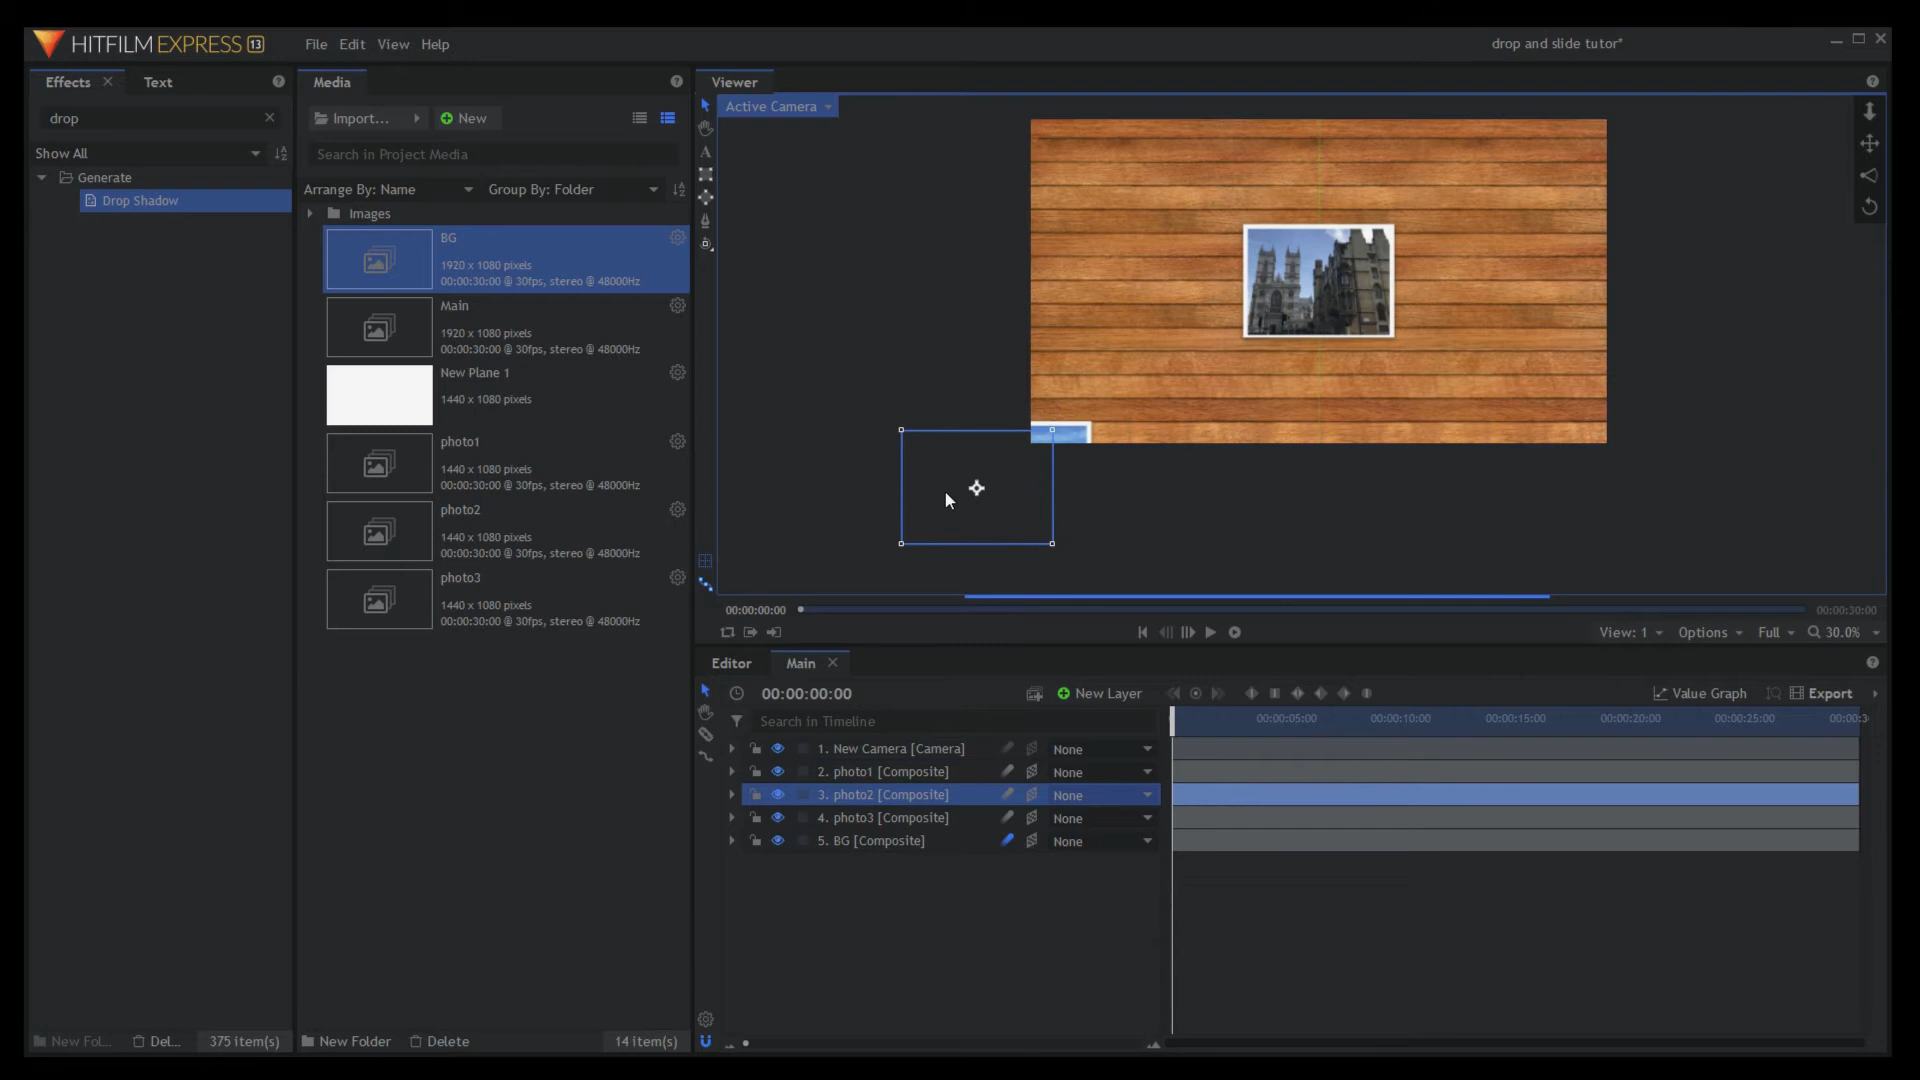 HITFILM EXPRESS 13
File Edit View Help
drop and slide tutor*
Effects
Text
drop
Show All
Generate
Drop Shadow
New Fol...
Del...
375 item(s)
Media
Import...
New
Search in Project Media
Arrange By: Name
Group By: Folder
Images
BG
1920 x 1080 pixels
00:00:30:00 @ 30fps, stereo @ 48000Hz
Main
1920 x 1080 pixels
00:00:30:00 @ 30fps, stereo @ 48000Hz
New Plane 1
1440 x 1080 pixels
photo1
1440 x 1080 pixels
00:00:30:00 @ 30fps, stereo @ 48000Hz
photo2
1440 x 1080 pixels
00:00:30:00 @ 30fps, stereo @ 48000Hz
photo3
1440 x 1080 pixels
00:00:30:00 @ 30fps, stereo @ 48000Hz
New Folder
Delete
14 item(s)
Viewer
Active Camera
00:00:00:00
00:00:30:00
View: 1
Options
Full
30.0%
Editor
Main
00:00:00:00
New Layer
Value Graph
Export
Search in Timeline
00:00:05:00 00:00:10:00 00:00:15:00 00:00:20:00 00:00:25:00 00:00:3
1. New Camera [Camera] None
2. photo1 [Composite] None
3. photo2 [Composite] None
4. photo3 [Composite] None
5. BG [Composite] None